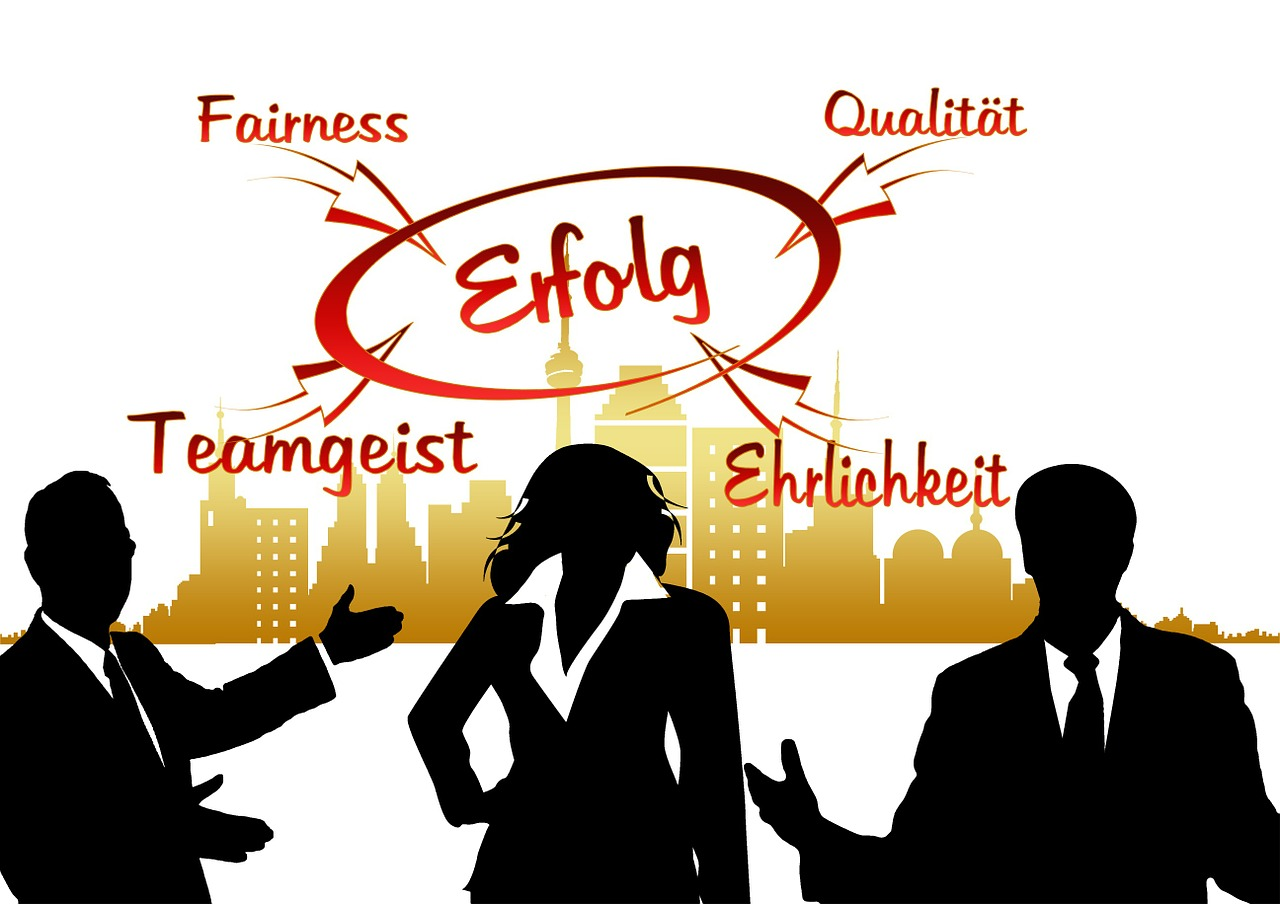 Fairness
Qualität
Erfolg
Teamgeist
Ehrlichkeit